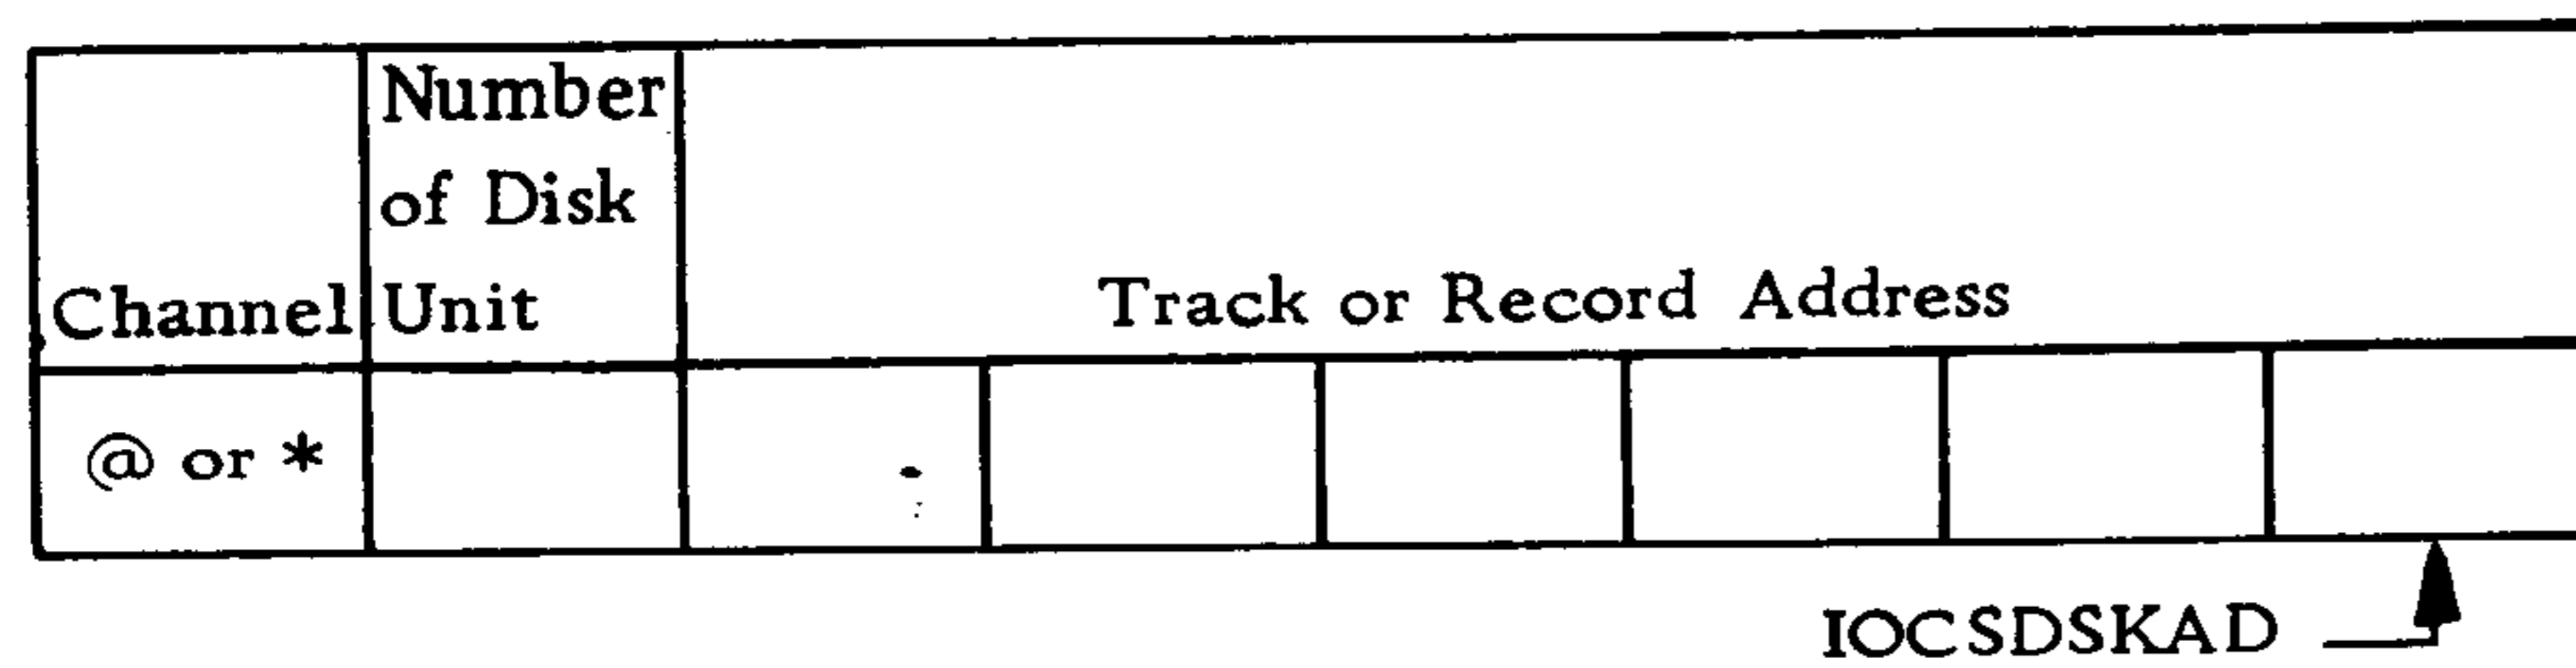 Number
of Disk
Channel Unit Track or Record Address
@ or *
IOCSDSKAD